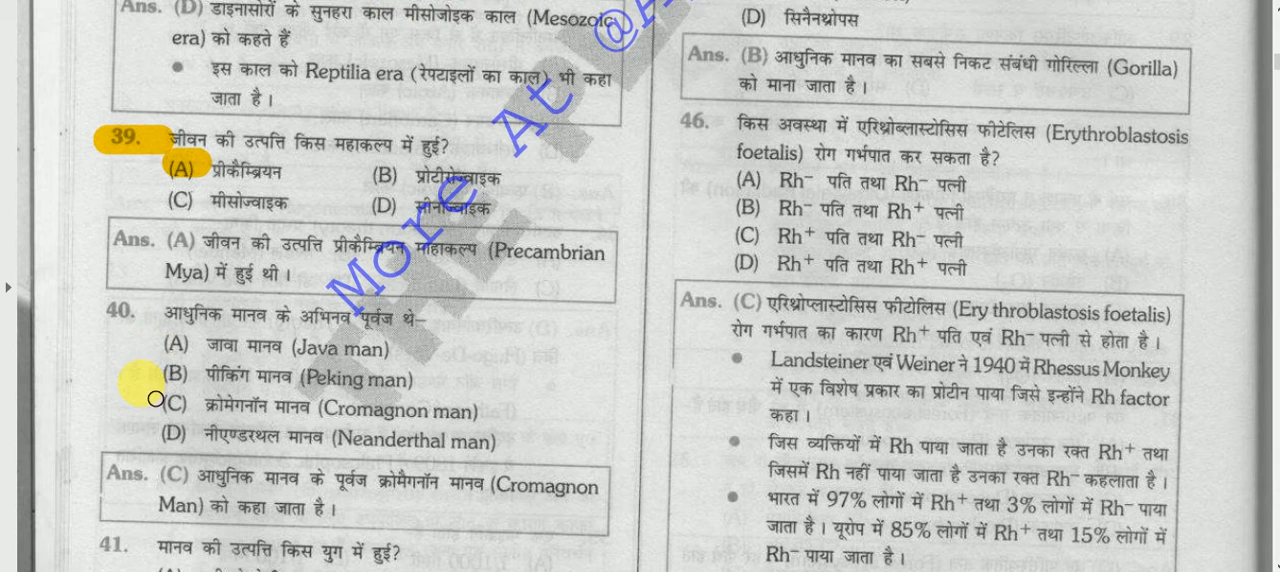 Ans. (D) डाइनासोरों के सुनहरा काल मीसोजोइक काल (Mesozoic
era) को कहते हैं
• इस काल को Reptilia era (रेपटाइलों का काल) भी कहा
जाता है।
39. जीवन की उत्पत्ति किस महाकल्प में हुई?
(A) प्रीकैम्ब्रियन (B) प्रोटीरोज्वाइक
(C) मीसोज्वाइक (D) सीनोज्वाइक
Ans. (A) जीवन की उत्पत्ति प्रीकैम्ब्रियन माहाकल्प (Precambrian
Mya) में हुई थी।
40. आधुनिक मानव के अभिनव पूर्वज थे–
(A) जावा मानव (Java man)
(B) पीकिंग मानव (Peking man)
(C) क्रोमेगनॉन मानव (Cromagnon man)
(D) नीएण्डरथल मानव (Neanderthal man)
Ans. (C) आधुनिक मानव के पूर्वज क्रोमैगनॉन मानव (Cromagnon
Man) को कहा जाता है।
41. मानव की उत्पत्ति किस युग में हुई?
(D) सिनैनथ्रोपस
Ans. (B) आधुनिक मानव का सबसे निकट संबंधी गोरिल्ला (Gorilla)
को माना जाता है।
46. किस अवस्था में एरिथ्रोब्लास्टोसिस फीटेलिस (Erythroblastosis
foetalis) रोग गर्भपात कर सकता है?
(A) Rh⁻ पति तथा Rh⁻ पत्नी
(B) Rh⁻ पति तथा Rh⁺ पत्नी
(C) Rh⁺ पति तथा Rh⁻ पत्नी
(D) Rh⁺ पति तथा Rh⁺ पत्नी
Ans. (C) एरिथ्रोप्लास्टोसिस फीटोलिस (Ery throblastosis foetalis)
रोग गर्भपात का कारण Rh⁺ पति एवं Rh⁻ पत्नी से होता है।
• Landsteiner एवं Weiner ने 1940 में Rhessus Monkey
में एक विशेष प्रकार का प्रोटीन पाया जिसे इन्होंने Rh factor
कहा।
• जिस व्यक्तियों में Rh पाया जाता है उनका रक्त Rh⁺ तथा
जिसमें Rh नहीं पाया जाता है उनका रक्त Rh⁻ कहलाता है।
• भारत में 97% लोगों में Rh⁺ तथा 3% लोगों में Rh⁻ पाया
जाता है। यूरोप में 85% लोगों में Rh⁺ तथा 15% लोगों में
Rh⁻ पाया जाता है।
More At @